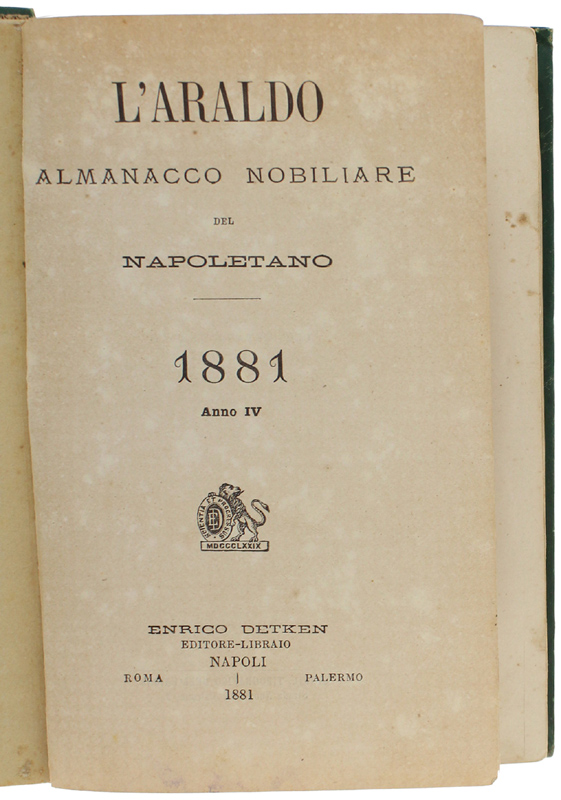 L'ARALDO
ALMANACCO NOBILIARE
DEL
NAPOLETANO
1881
Anno IV
MDCCCLXXIX
ENRICO DETKEN
EDITORE-LIBRAIO
NAPOLI
ROMA | PALERMO
1881